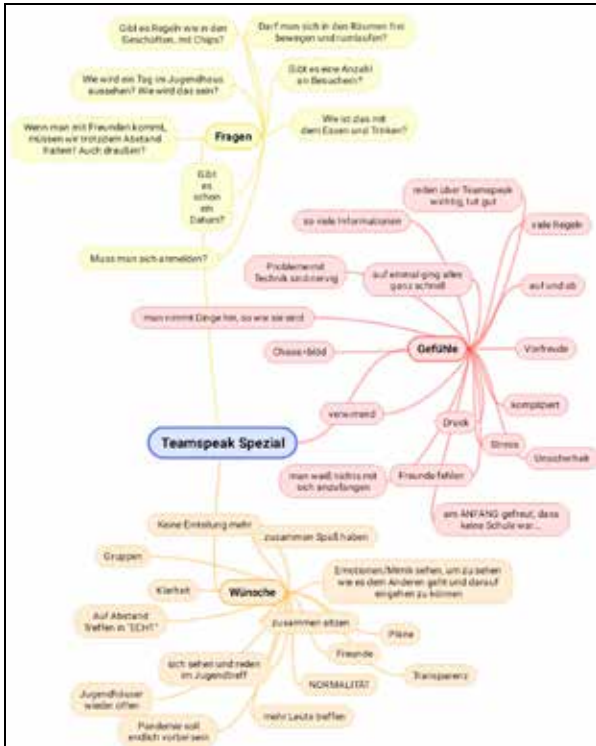 Gibt es Regeln wie in den
Geschäften, mit Chips?
Darf man sich in den Räumen frei
bewegen und rumlaufen?
Wie wird ein Tag im Jugendhaus
aussehen? Wie wird das sein?
Gibt es eine Anzahl
an Besuchern?
Wenn man mit Freunden kommt,
müssen wir trotzdem Abstand
halten? Auch draußen?
Fragen
Wie ist das mit
dem Essen und Trinken?
Gibt
es
schon
ein
Datum?
Muss man sich anmelden?
reden über Teamspeak
wichtig, tut gut
so viele Informationen
viele Regeln
Probleme mit
Technik sind nervig
auf einmal ging alles
ganz schnell
auf und ab
man nimmt Dinge hin, so wie sie sind
Gefühle
Vorfreude
Chaos+blöd
verwirrend
kompliziert
Druck
Teamspeak Spezial
Stress
Unsicherheit
man weiß nichts mit
sich anzufangen
Freunde fehlen
am ANFANG gefreut, dass
keine Schule war...
Keine Einteilung mehr
zusammen Spaß haben
Gruppen
Emotionen/Mimik sehen, um zu sehen
wie es dem Anderen geht und darauf
eingehen zu können
Klarheit
Wünsche
Auf Abstand
treffen in "ECHT"
zusammen sitzen
Pläne
Freunde
sich sehen und reden
im Jugendtreff
Transparenz
NORMALITÄT
Jugendhäuser
wieder offen
mehr Leute treffen
Pandemie soll
endlich vorbei sein